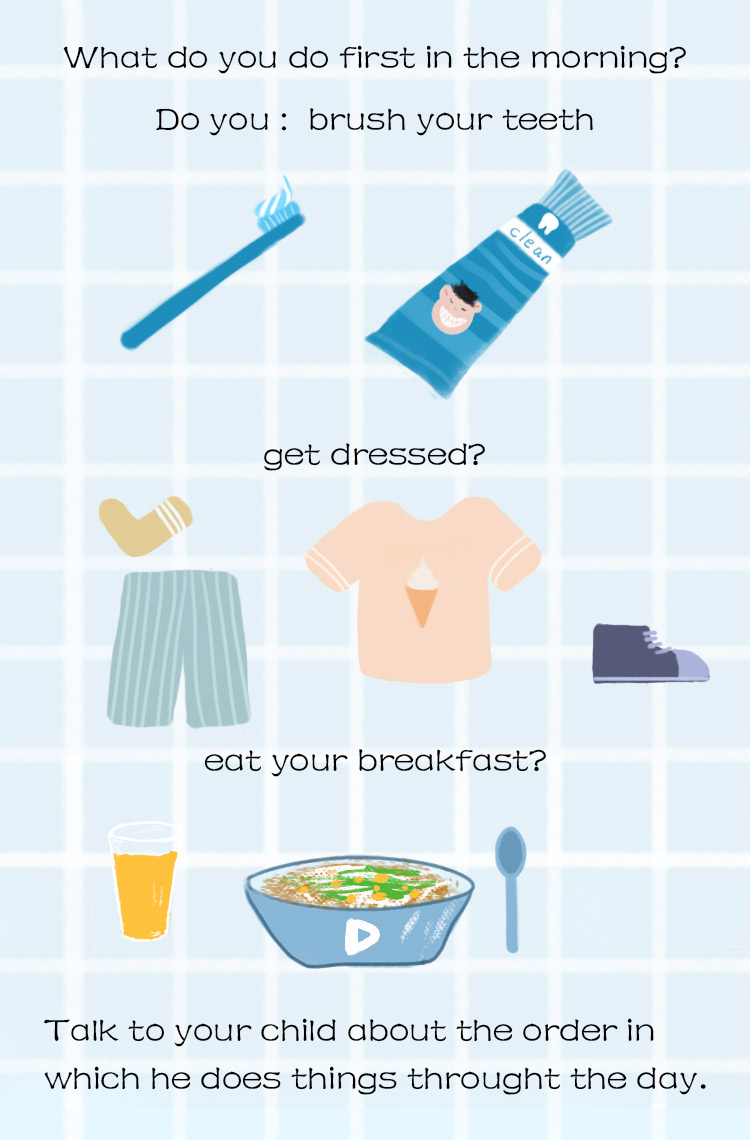 What do you do first in the morning?
Do you : brush your teeth
clean
get dressed?
eat your breakfast?
Talk to your child about the order in
which he does things throught the day.